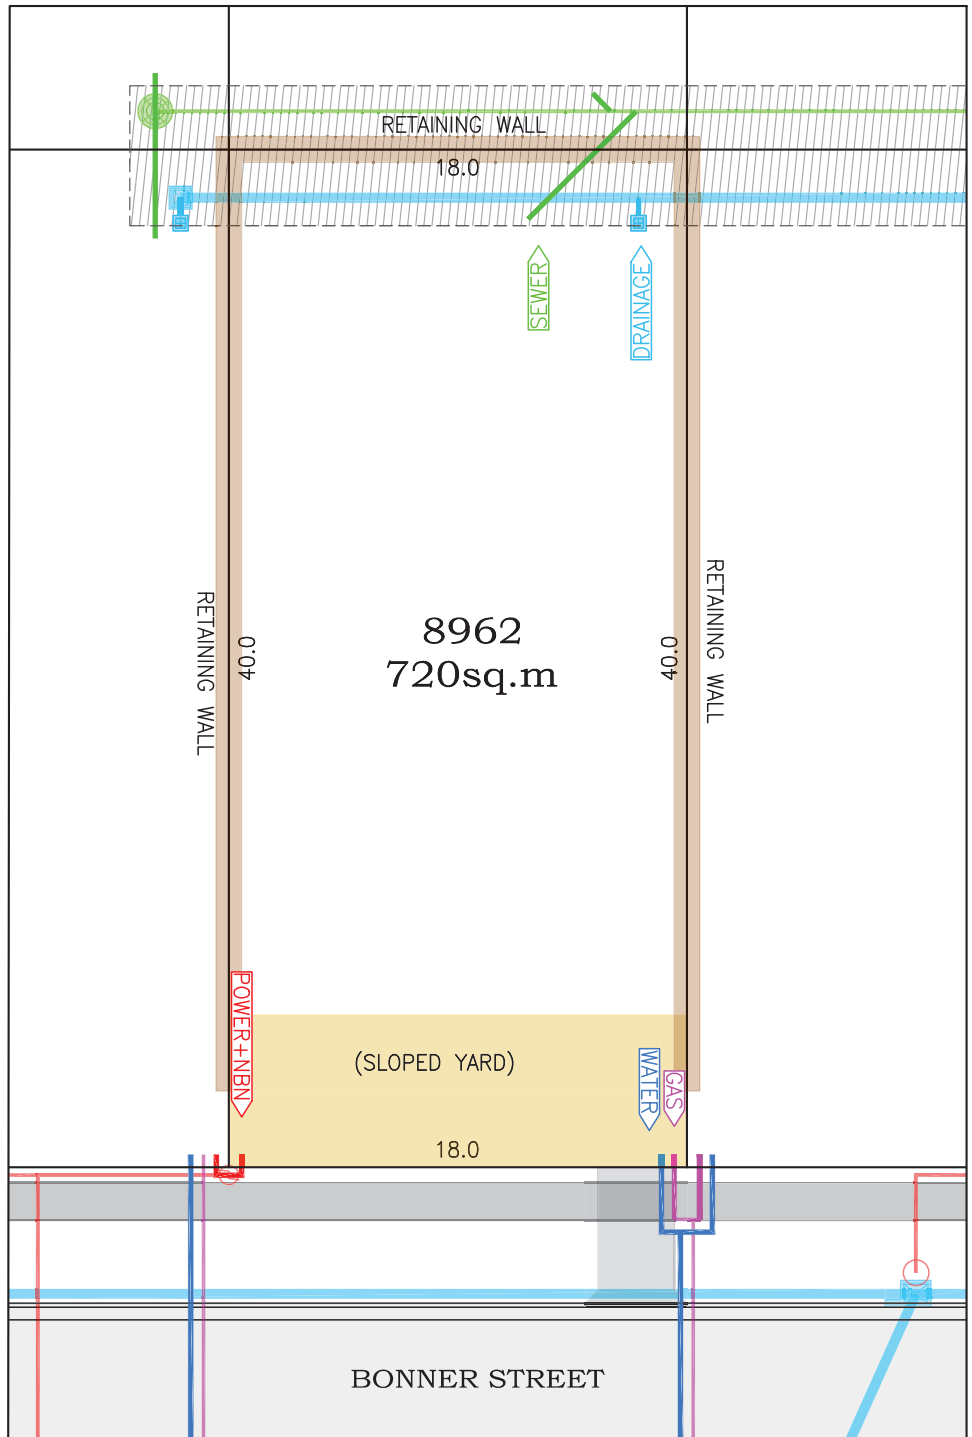 RETAINING WALL
18.0
SEWER
DRAINAGE
RETAINING WALL
RETAINING WALL
40.0
40.0
8962
720sq.m
POWER+NBN
(SLOPED YARD)
WATER
GAS
18.0
BONNER STREET